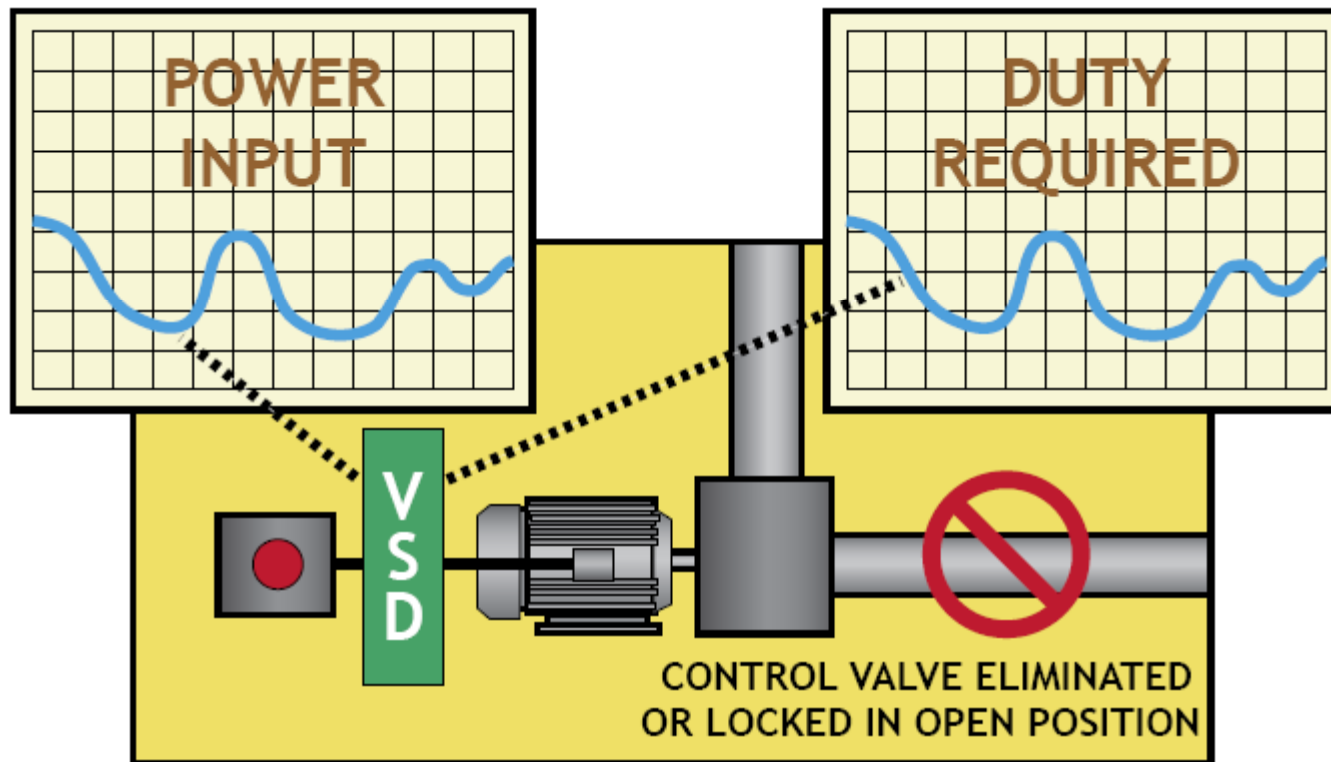 POWER
INPUT
DUTY
REQUIRED
VSD
CONTROL VALVE ELIMINATED
OR LOCKED IN OPEN POSITION